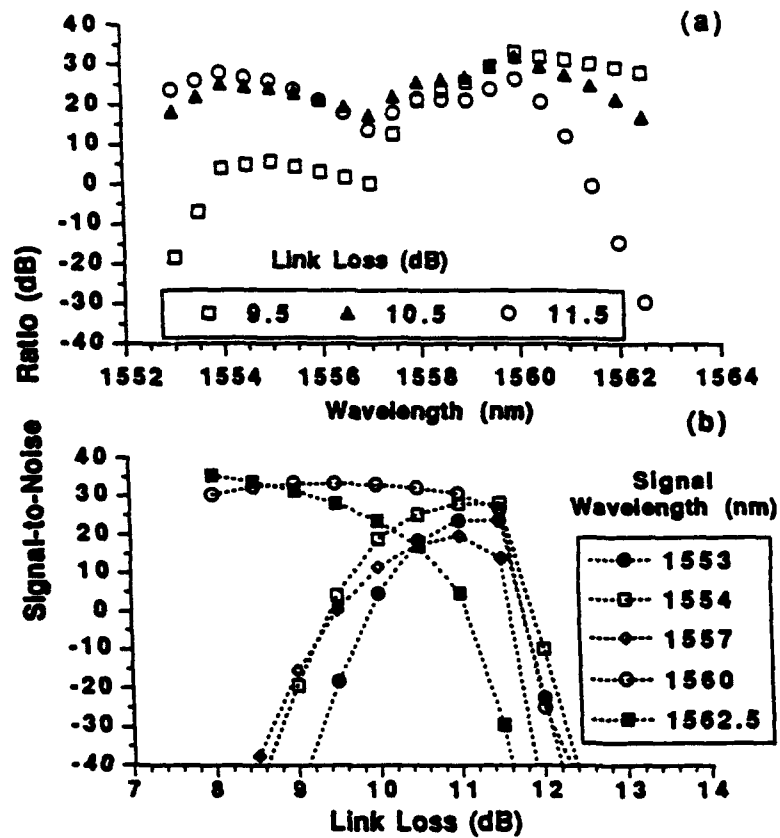 (a)
40
30
20
10
0
-10
-20
-30
-40
Link Loss (dB)
9.5 10.5 11.5
1552 1554 1556 1558 1560 1562 1564
Wavelength (nm)
Signal-to-Noise Ratio (dB)
(b)
40
30
20
10
0
-10
-20
-30
-40
Signal
Wavelength (nm)
1553
1554
1557
1560
1562.5
7 8 9 10 11 12 13 14
Link Loss (dB)